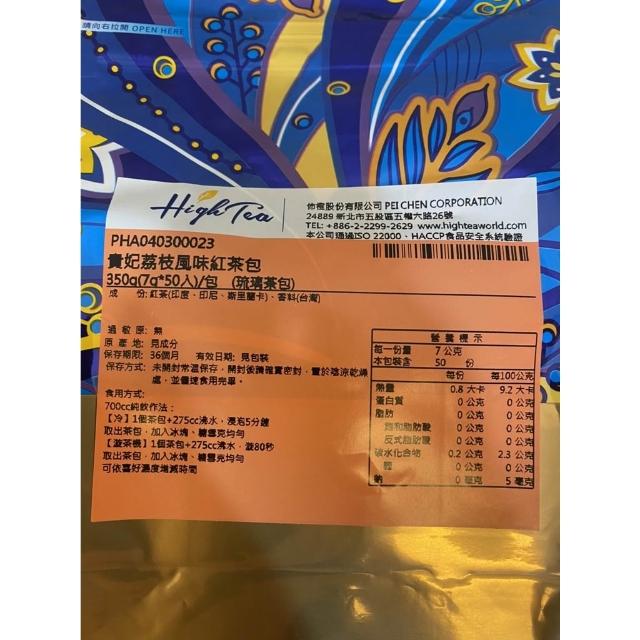 請向右拉開 OPEN HERE
High Tea
佩橙股份有限公司 PEI CHEN CORPORATION
24889 新北市五股區五權六路26號
TEL: +886-2-2299-2629 www.highteaworld.com
本公司通過ISO 22000、HACCP食品安全系統驗證
PHA040300023
貴妃荔枝風味紅茶包
350g(7g*50入)/包 (琉璃茶包)
成 份: 紅茶(印度、印尼、斯里蘭卡)、香料(台灣)
過 敏 原: 無
原 產 地: 見成分
保存期限: 36個月 有效日期: 見包裝
保存方式: 未開封常溫保存，開封後請確實密封，置於陰涼乾燥
處，並儘速食用完畢。
食用方式:
700cc純飲作法：
【冷】1個茶包+275cc沸水，浸泡5分鐘
取出茶包，加入冰塊、糖雪克均勻
【漩茶機】1個茶包+275cc沸水，漩80秒
取出茶包，加入冰塊、糖雪克均勻
可依喜好濃度增減時間
營養標示
每一份量 7 公克
本包裝含 50 份
每份 每100公克
熱量 0.8 大卡 9.2 大卡
蛋白質 0 公克 0 公克
脂肪 0 公克 0 公克
飽和脂肪酸 0 公克 0 公克
反式脂肪酸 0 公克 0 公克
碳水化合物 0.2 公克 2.3 公克
糖 0 公克 0 公克
鈉 0 毫克 5 毫克